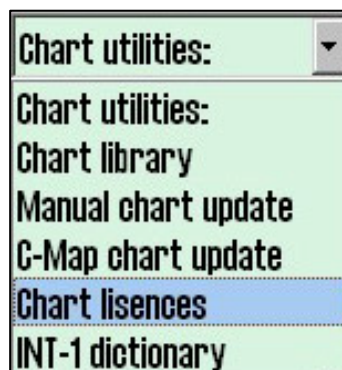 Chart utilities:
Chart utilities:
Chart library
Manual chart update
C-Map chart update
Chart lisences
INT-1 dictionary